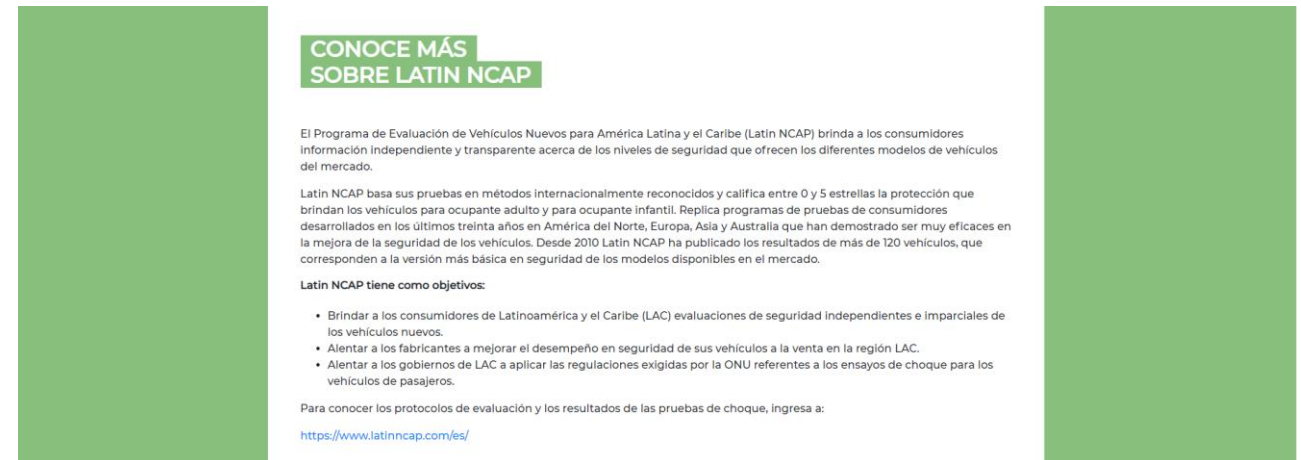 CONOCE MÁS
SOBRE LATIN NCAP
El Programa de Evaluación de Vehículos Nuevos para América Latina y el Caribe (Latin NCAP) brinda a los consumidores
información independiente y transparente acerca de los niveles de seguridad que ofrecen los diferentes modelos de vehículos
del mercado.
Latin NCAP basa sus pruebas en métodos internacionalmente reconocidos y califica entre 0 y 5 estrellas la protección que
brindan los vehículos para ocupante adulto y para ocupante infantil. Replica programas de pruebas de consumidores
desarrollados en los últimos treinta años en América del Norte, Europa, Asia y Australia que han demostrado ser muy eficaces en
la mejora de la seguridad de los vehículos. Desde 2010 Latin NCAP ha publicado los resultados de más de 120 vehículos, que
corresponden a la versión más básica en seguridad de los modelos disponibles en el mercado.
Latin NCAP tiene como objetivos:
• Brindar a los consumidores de Latinoamérica y el Caribe (LAC) evaluaciones de seguridad independientes e imparciales de
los vehículos nuevos.
• Alentar a los fabricantes a mejorar el desempeño en seguridad de sus vehículos a la venta en la región LAC.
• Alentar a los gobiernos de LAC a aplicar las regulaciones exigidas por la ONU referentes a los ensayos de choque para los
vehículos de pasajeros.
Para conocer los protocolos de evaluación y los resultados de las pruebas de choque, ingresa a:
https://www.latinncap.com/es/